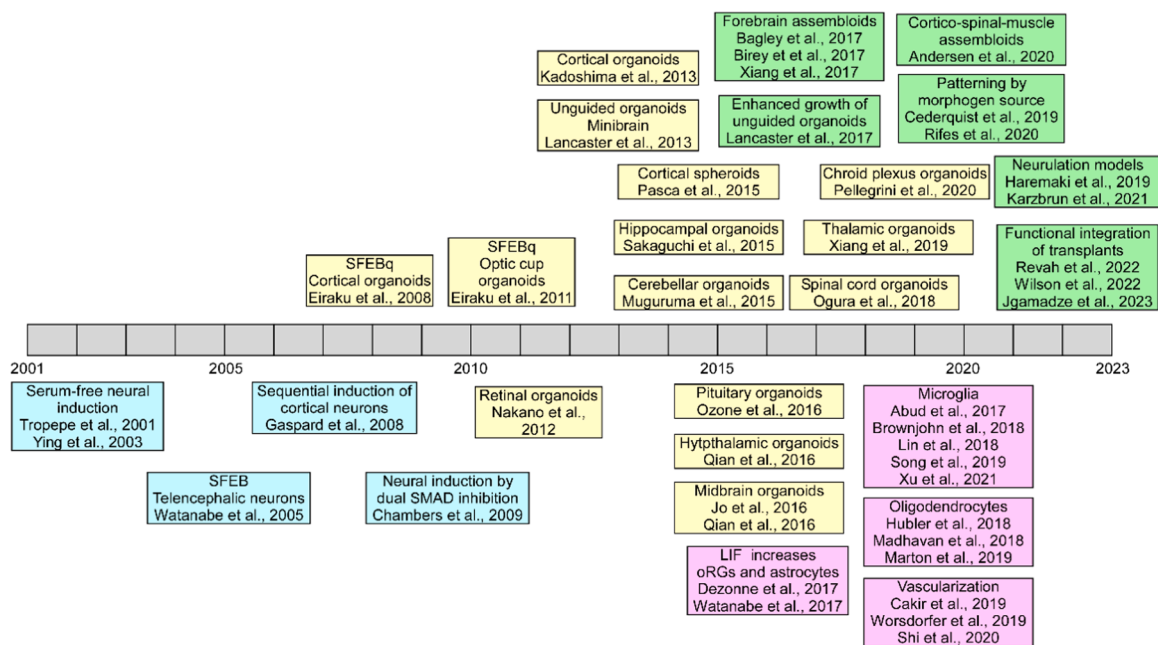 Cortical organoids
Kadoshima et al., 2013
Unguided organoids
Minibrain
Lancaster et al., 2013
Forebrain assembloids
Bagley et al., 2017
Birey et et al., 2017
Xiang et al., 2017
Enhanced growth of
unguided organoids
Lancaster et al., 2017
Cortico-spinal-muscle
assembloids
Andersen et al., 2020
Patterning by
morphogen source
Cederquist et al., 2019
Rifes et al., 2020
Cortical spheroids
Pasca et al., 2015
Chroid plexus organoids
Pellegrini et al., 2020
Neurulation models
Haremaki et al., 2019
Karzbrun et al., 2021
Hippocampal organoids
Sakaguchi et al., 2015
Thalamic organoids
Xiang et al., 2019
Functional integration
of transplants
Revah et al., 2022
Wilson et al., 2022
Jgamadze et al., 2023
SFEBq
Cortical organoids
Eiraku et al., 2008
SFEBq
Optic cup
organoids
Eiraku et al., 2011
Cerebellar organoids
Muguruma et al., 2015
Spinal cord organoids
Ogura et al., 2018
2001
2005
2010
2015
2020
2023
Serum-free neural
induction
Tropepe et al., 2001
Ying et al., 2003
Sequential induction of
cortical neurons
Gaspard et al., 2008
Retinal organoids
Nakano et al.,
2012
Pituitary organoids
Ozone et al., 2016
Microglia
Abud et al., 2017
Brownjohn et al., 2018
Lin et al., 2018
Song et al., 2019
Xu et al., 2021
Hytpthalamic organoids
Qian et al., 2016
SFEB
Telencephalic neurons
Watanabe et al., 2005
Neural induction by
dual SMAD inhibition
Chambers et al., 2009
Midbrain organoids
Jo et al., 2016
Qian et al., 2016
Oligodendrocytes
Hubler et al., 2018
Madhavan et al., 2018
Marton et al., 2019
LIF increases
oRGs and astrocytes
Dezonne et al., 2017
Watanabe et al., 2017
Vascularization
Cakir et al., 2019
Worsdorfer et al., 2019
Shi et al., 2020